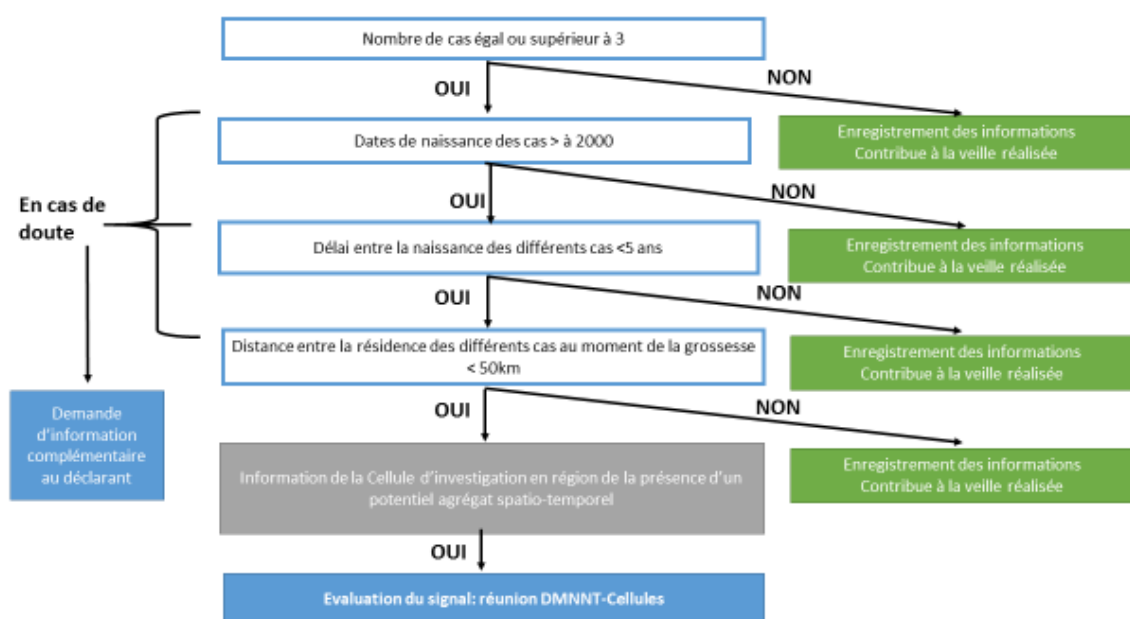 Nombre de cas égal ou supérieur à 3
OUI
NON
Dates de naissance des cas > à 2000
Enregistrement des informations
Contribue à la veille réalisée
En cas de
doute
OUI
NON
Délai entre la naissance des différents cas <5 ans
Enregistrement des informations
Contribue à la veille réalisée
OUI
NON
Distance entre la résidence des différents cas au moment de la grossesse
< 50km
Enregistrement des informations
Contribue à la veille réalisée
Demande
d'information
complémentaire
au déclarant
OUI
NON
Information de la Cellule d'investigation en région de la présence d'un
potentiel agrégat spatio-temporel
Enregistrement des informations
Contribue à la veille réalisée
OUI
Evaluation du signal: réunion DMNNT-Cellules